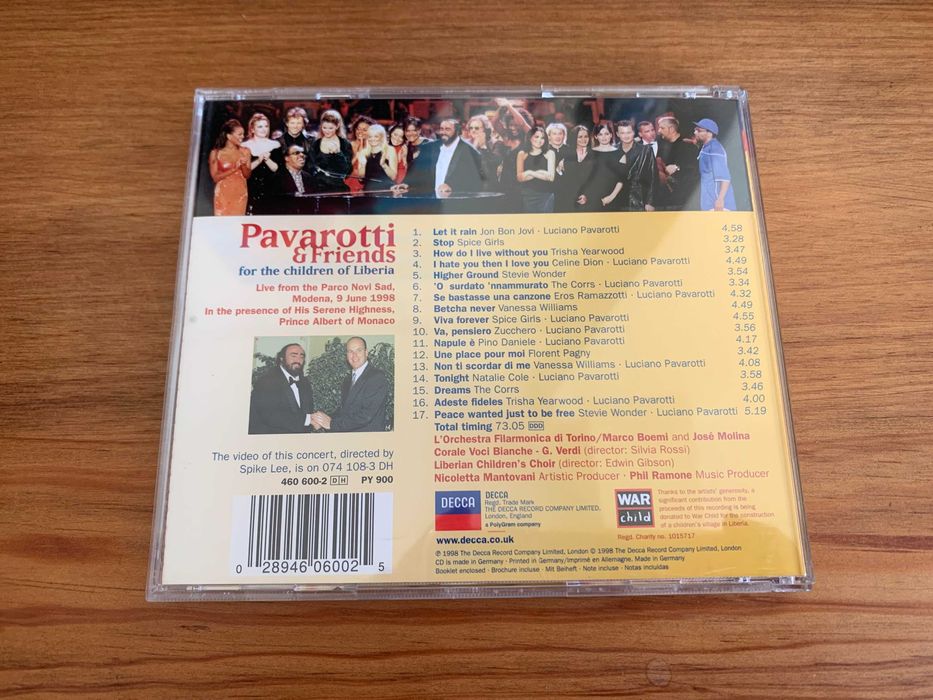 Pavarotti
& Friends
for the children of Liberia
Live from the Parco Novi Sad,
Modena, 9 June 1998
In the presence of His Serene Highness,
Prince Albert of Monaco
The video of this concert, directed by
Spike Lee, is on 074 108-3 DH
460 600-2 DH PY 900
0 28946 06002 5
1. Let it rain Jon Bon Jovi · Luciano Pavarotti 4.58
2. Stop Spice Girls 3.28
3. How do I live without you Trisha Yearwood 3.47
4. I hate you then I love you Celine Dion · Luciano Pavarotti 4.49
5. Higher Ground Stevie Wonder 3.54
6. 'O surdato 'nnammurato The Corrs · Luciano Pavarotti 3.34
7. Se bastasse una canzone Eros Ramazzotti · Luciano Pavarotti 4.32
8. Betcha never Vanessa Williams 4.49
9. Viva forever Spice Girls · Luciano Pavarotti 4.55
10. Va, pensiero Zucchero · Luciano Pavarotti 3.56
11. Napule è Pino Daniele · Luciano Pavarotti 4.17
12. Une place pour moi Florent Pagny 3.42
13. Non ti scordar di me Vanessa Williams · Luciano Pavarotti 4.08
14. Tonight Natalie Cole · Luciano Pavarotti 3.58
15. Dreams The Corrs 3.46
16. Adeste fideles Trisha Yearwood · Luciano Pavarotti 4.00
17. Peace wanted just to be free Stevie Wonder · Luciano Pavarotti 5.19
Total timing 73.05 DDD
L'Orchestra Filarmonica di Torino/Marco Boemi and José Molina
Corale Voci Bianche - G. Verdi (director: Silvia Rossi)
Liberian Children's Choir (director: Edwin Gibson)
Nicoletta Mantovani Artistic Producer · Phil Ramone Music Producer
DECCA
DECCA
Regd. Trade Mark
THE DECCA RECORD COMPANY LIMITED,
London, England
a PolyGram company
WAR
child
Thanks to the artists' generosity, a
significant contribution from the
proceeds of this recording is being
donated to War Child for the construction
of a children's village in Liberia.
Regd. Charity no. 1015717
www.decca.co.uk
℗ 1998 The Decca Record Company Limited, London © 1998 The Decca Record Company Limited, London
CD is made in Germany · Printed in Germany/Imprimé en Allemagne. Made in Germany
Booklet enclosed · Brochure incluse · Mit Beiheft · Note incluse · Notas incluidas